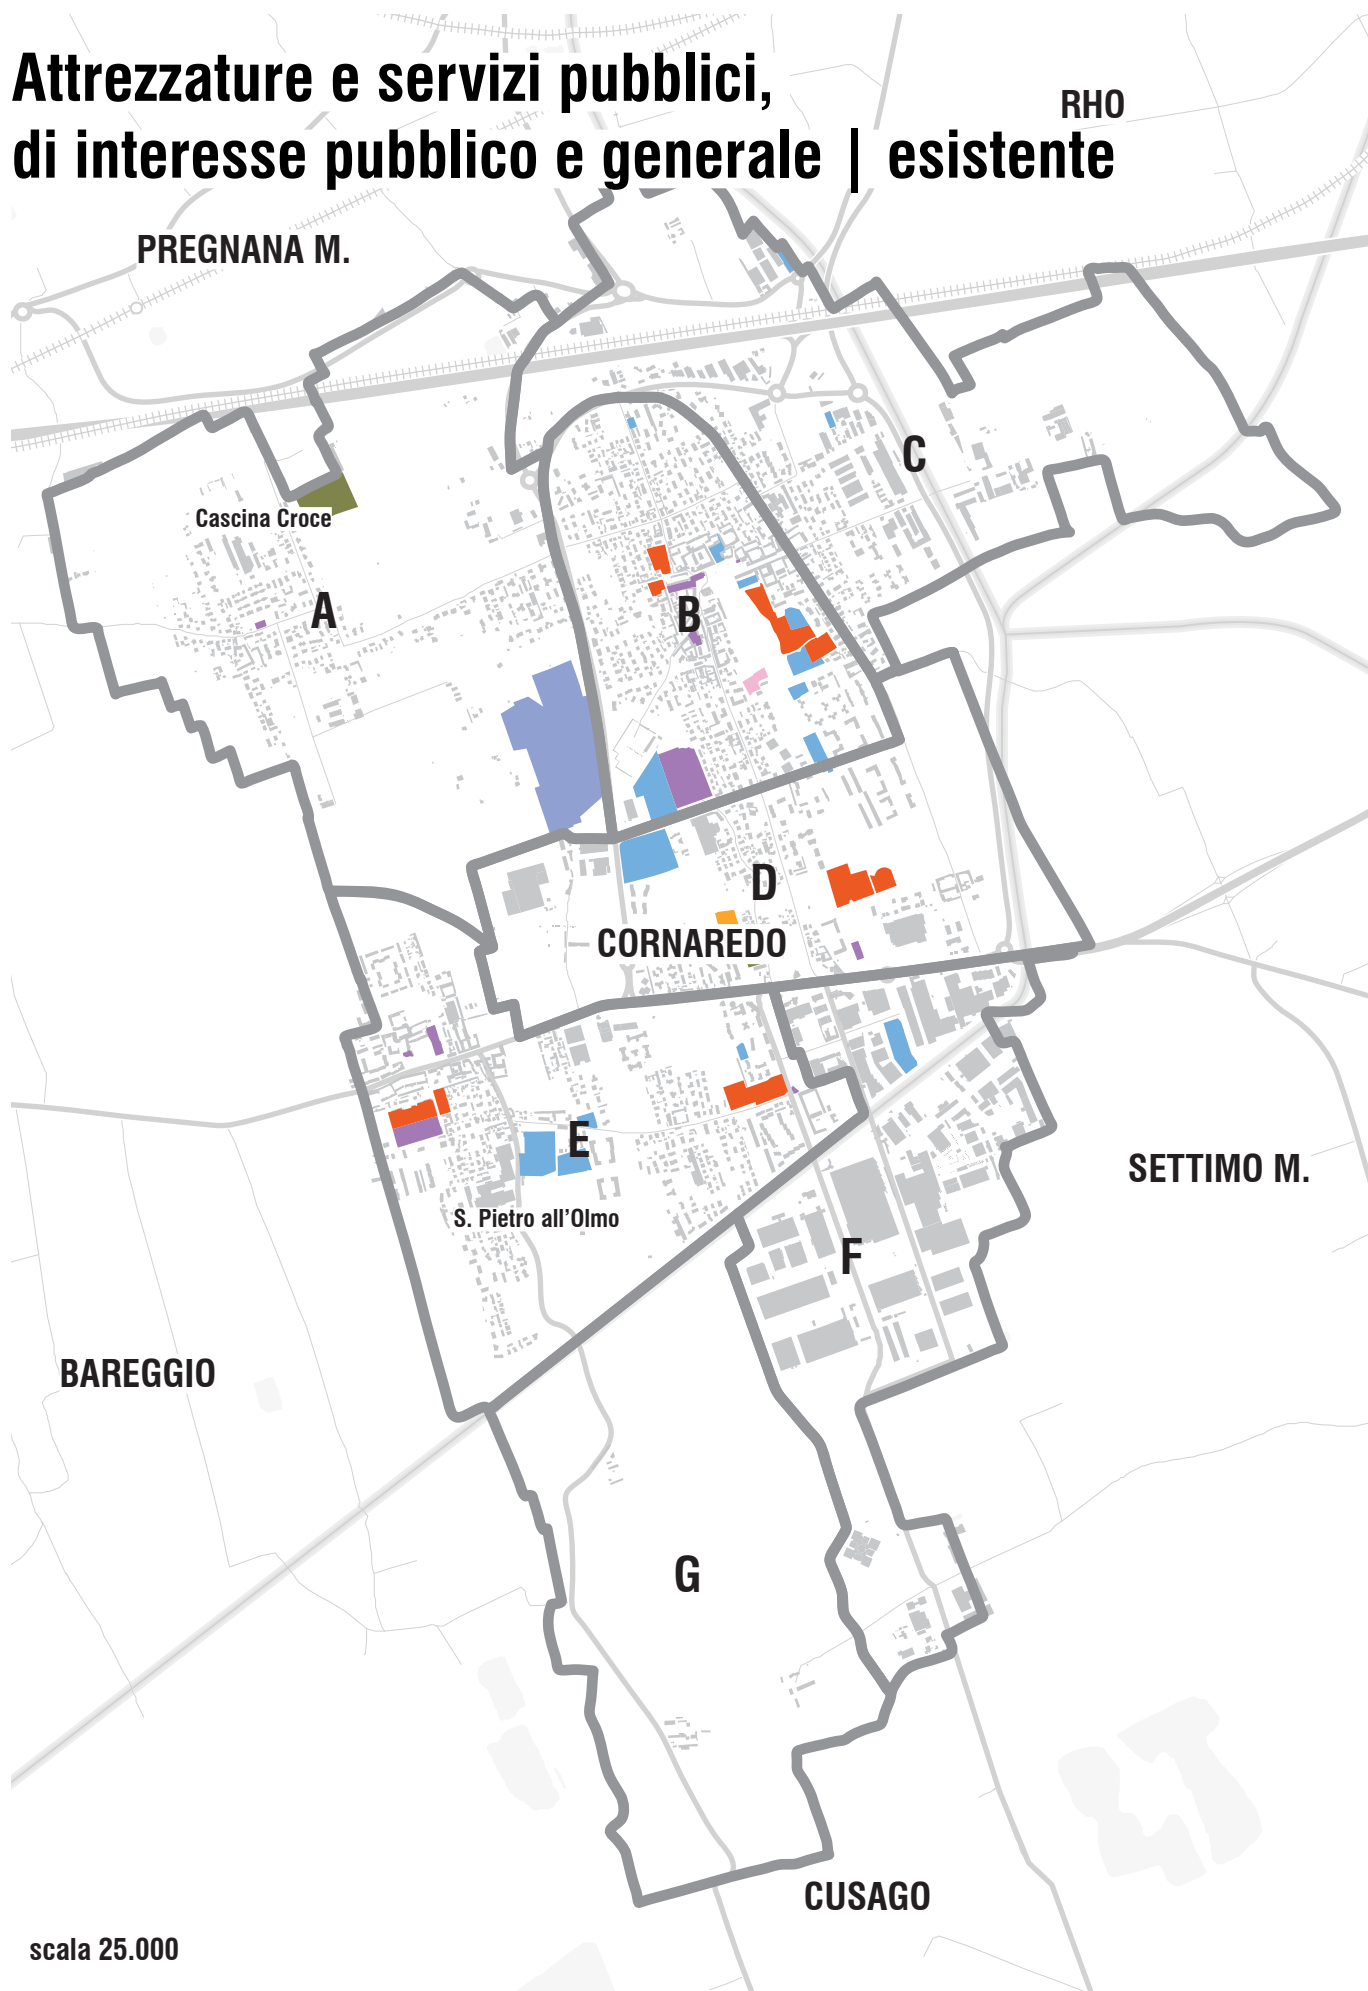 Attrezzature e servizi pubblici,
di interesse pubblico e generale | esistente
RHO
PREGNANA M.
C
Cascina Croce
A
B
D
CORNAREDO
E
SETTIMO M.
S. Pietro all'Olmo
F
BAREGGIO
G
CUSAGO
scala 25.000